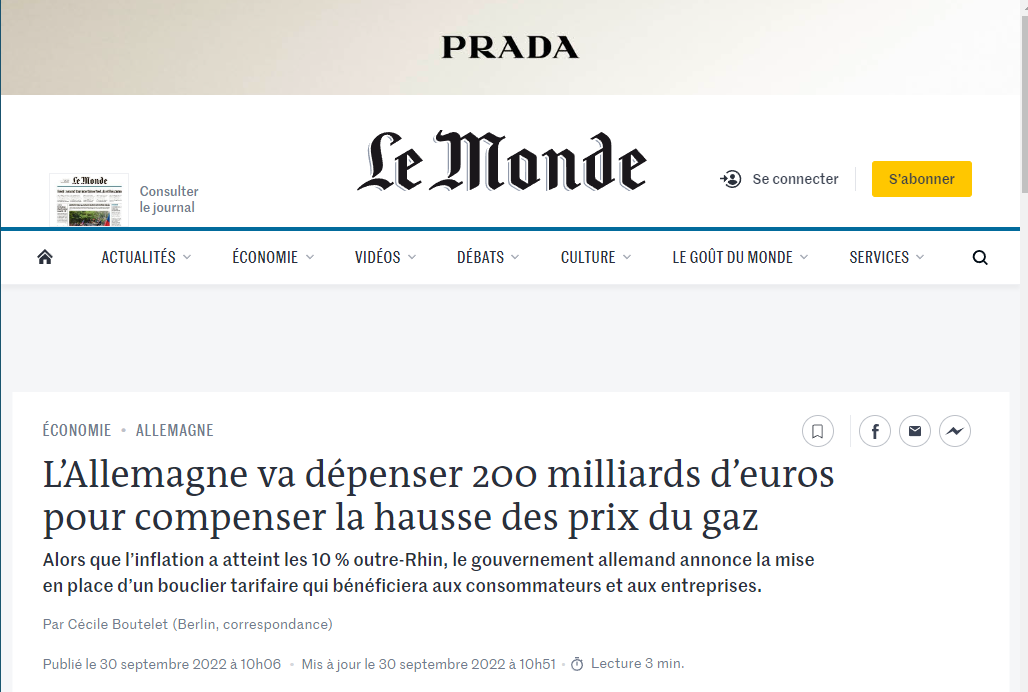 PRADA
Le Monde
Le Monde
Consulter
le journal
Se connecter
S'abonner
ACTUALITÉS
ÉCONOMIE
VIDÉOS
DÉBATS
CULTURE
LE GOÛT DU MONDE
SERVICES
ÉCONOMIE • ALLEMAGNE
L’Allemagne va dépenser 200 milliards d’euros
pour compenser la hausse des prix du gaz
Alors que l’inflation a atteint les 10 % outre-Rhin, le gouvernement allemand annonce la mise
en place d’un bouclier tarifaire qui bénéficiera aux consommateurs et aux entreprises.
Par Cécile Boutelet (Berlin, correspondance)
Publié le 30 septembre 2022 à 10h06 • Mis à jour le 30 septembre 2022 à 10h51 • Lecture 3 min.